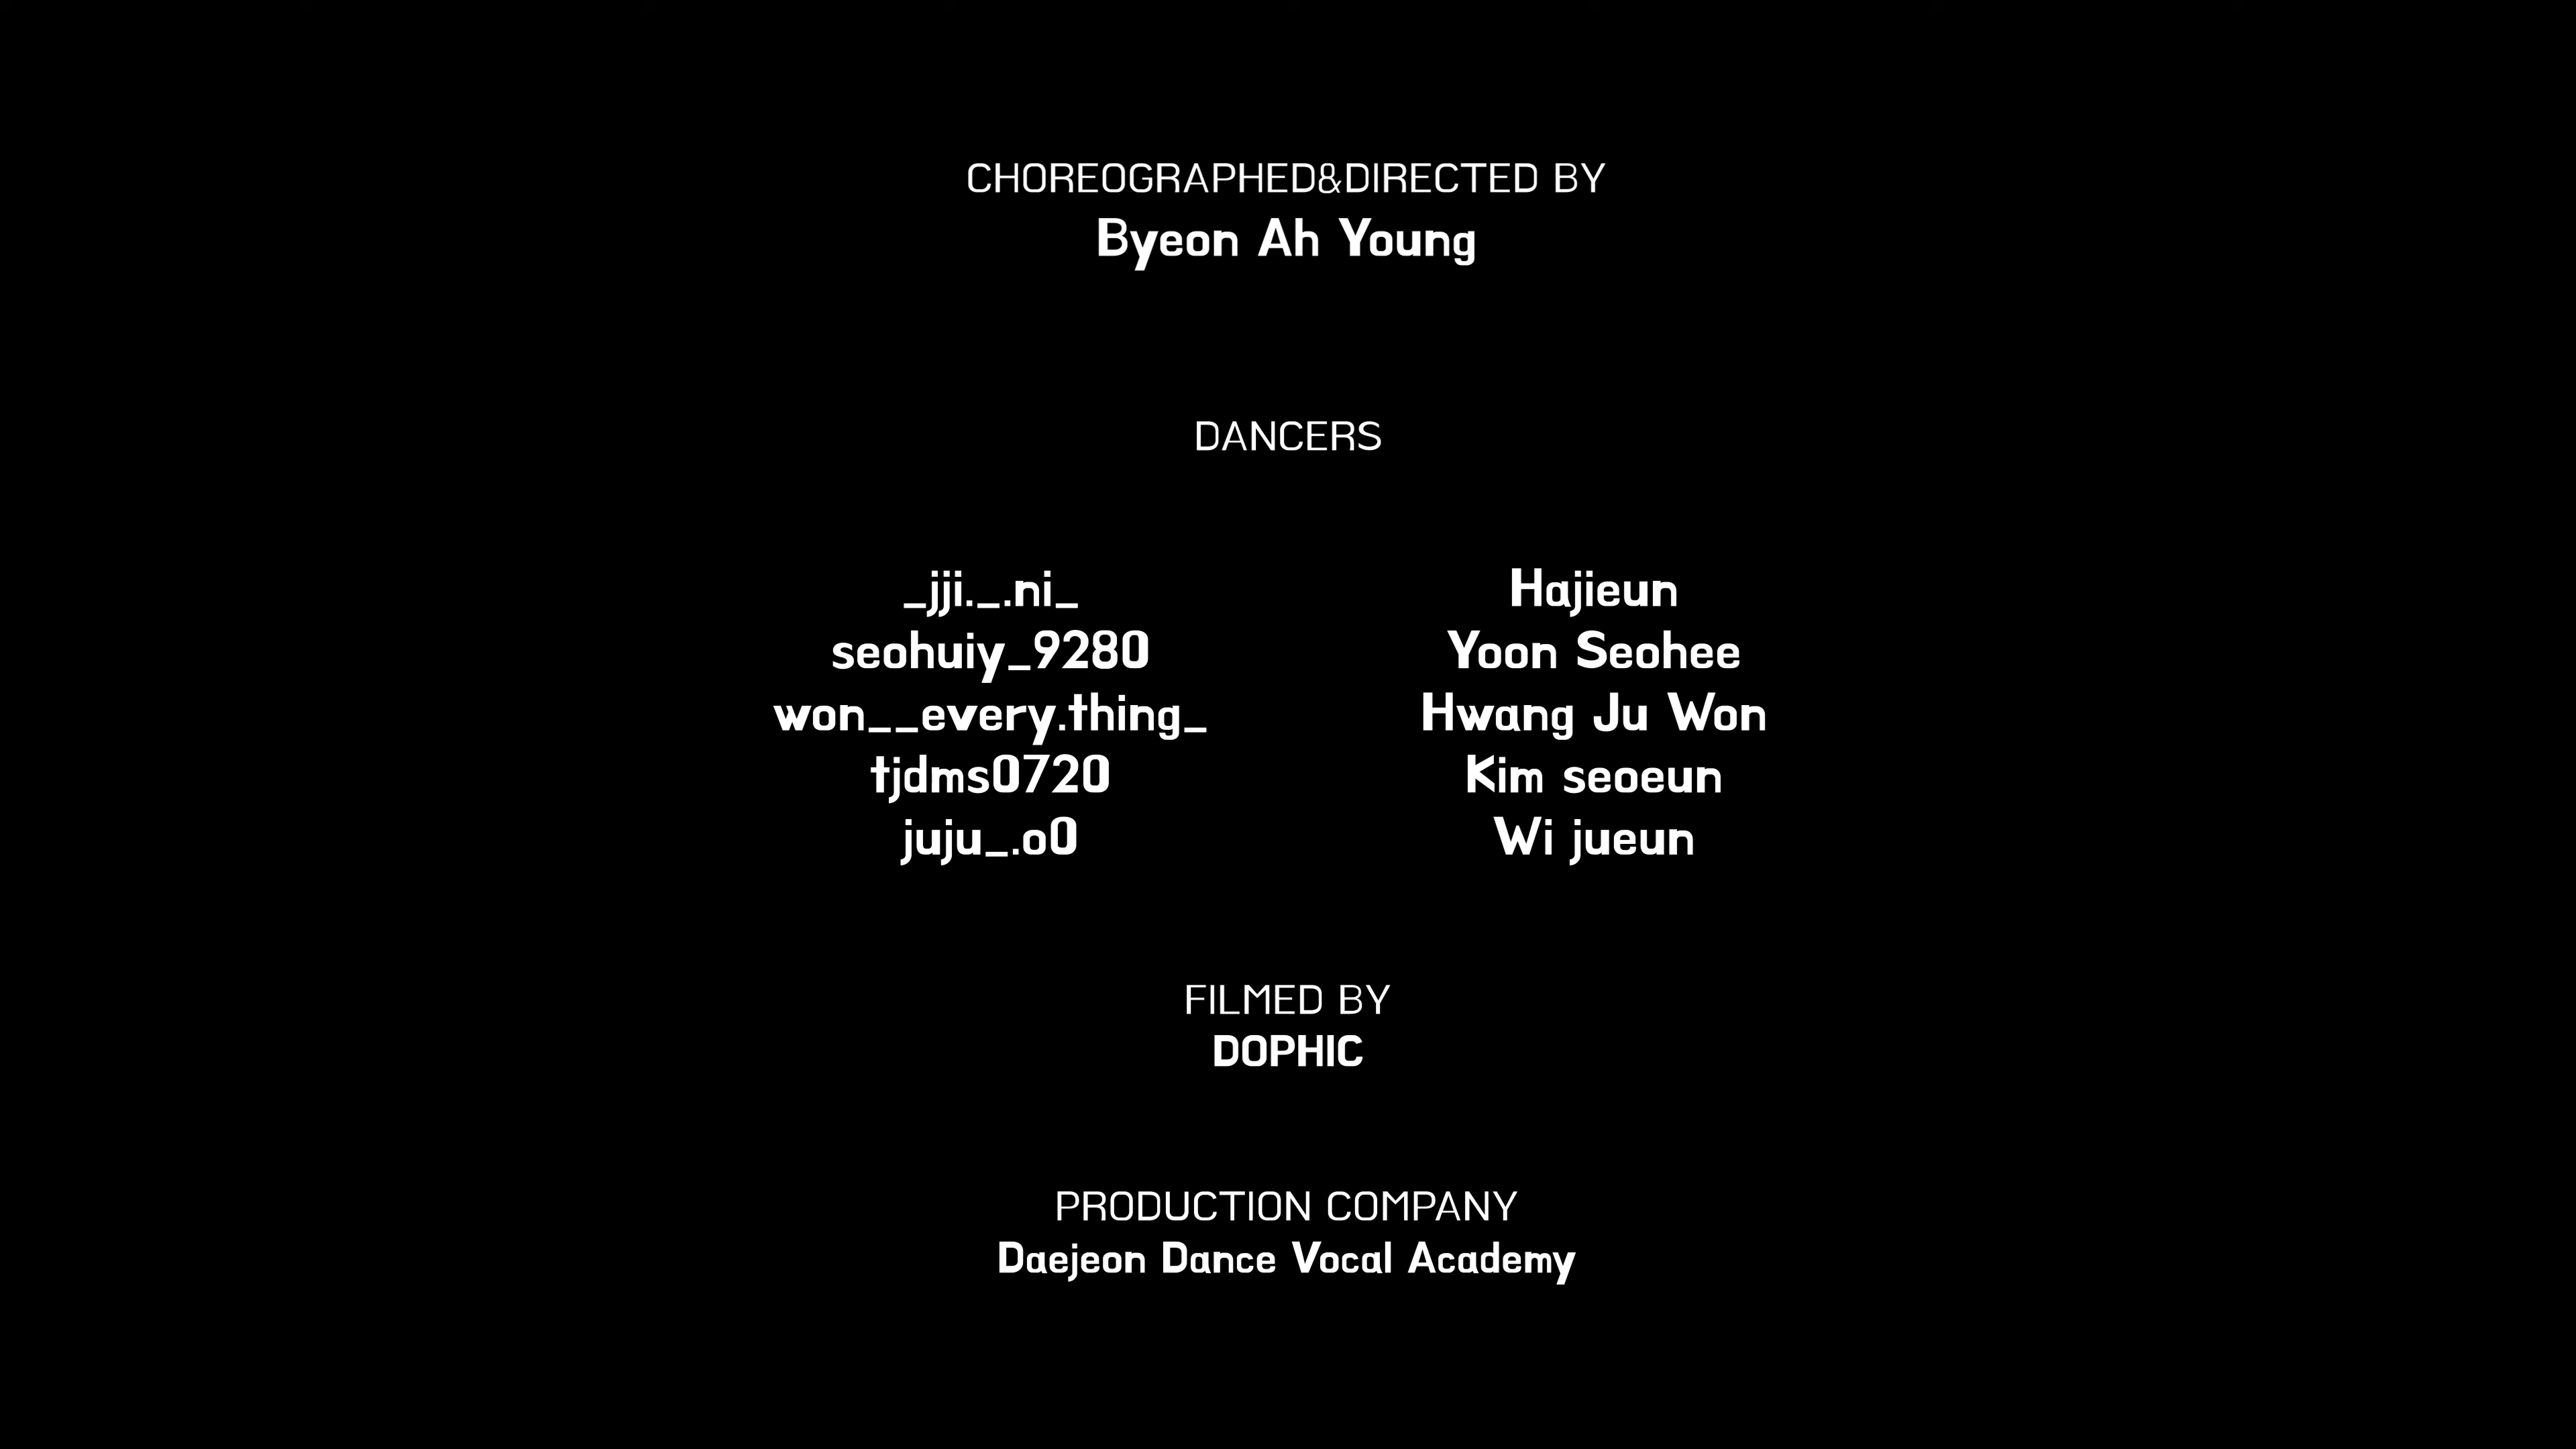 CHOREOGRAPHED&DIRECTED BY
Byeon Ah Young
DANCERS
_jji._.ni_ Hajieun
seohuiy_9280 Yoon Seohee
won__every.thing_ Hwang Ju Won
tjdms0720 Kim seoeun
juju_.o0 Wi jueun
FILMED BY
DOPHIC
PRODUCTION COMPANY
Daejeon Dance Vocal Academy